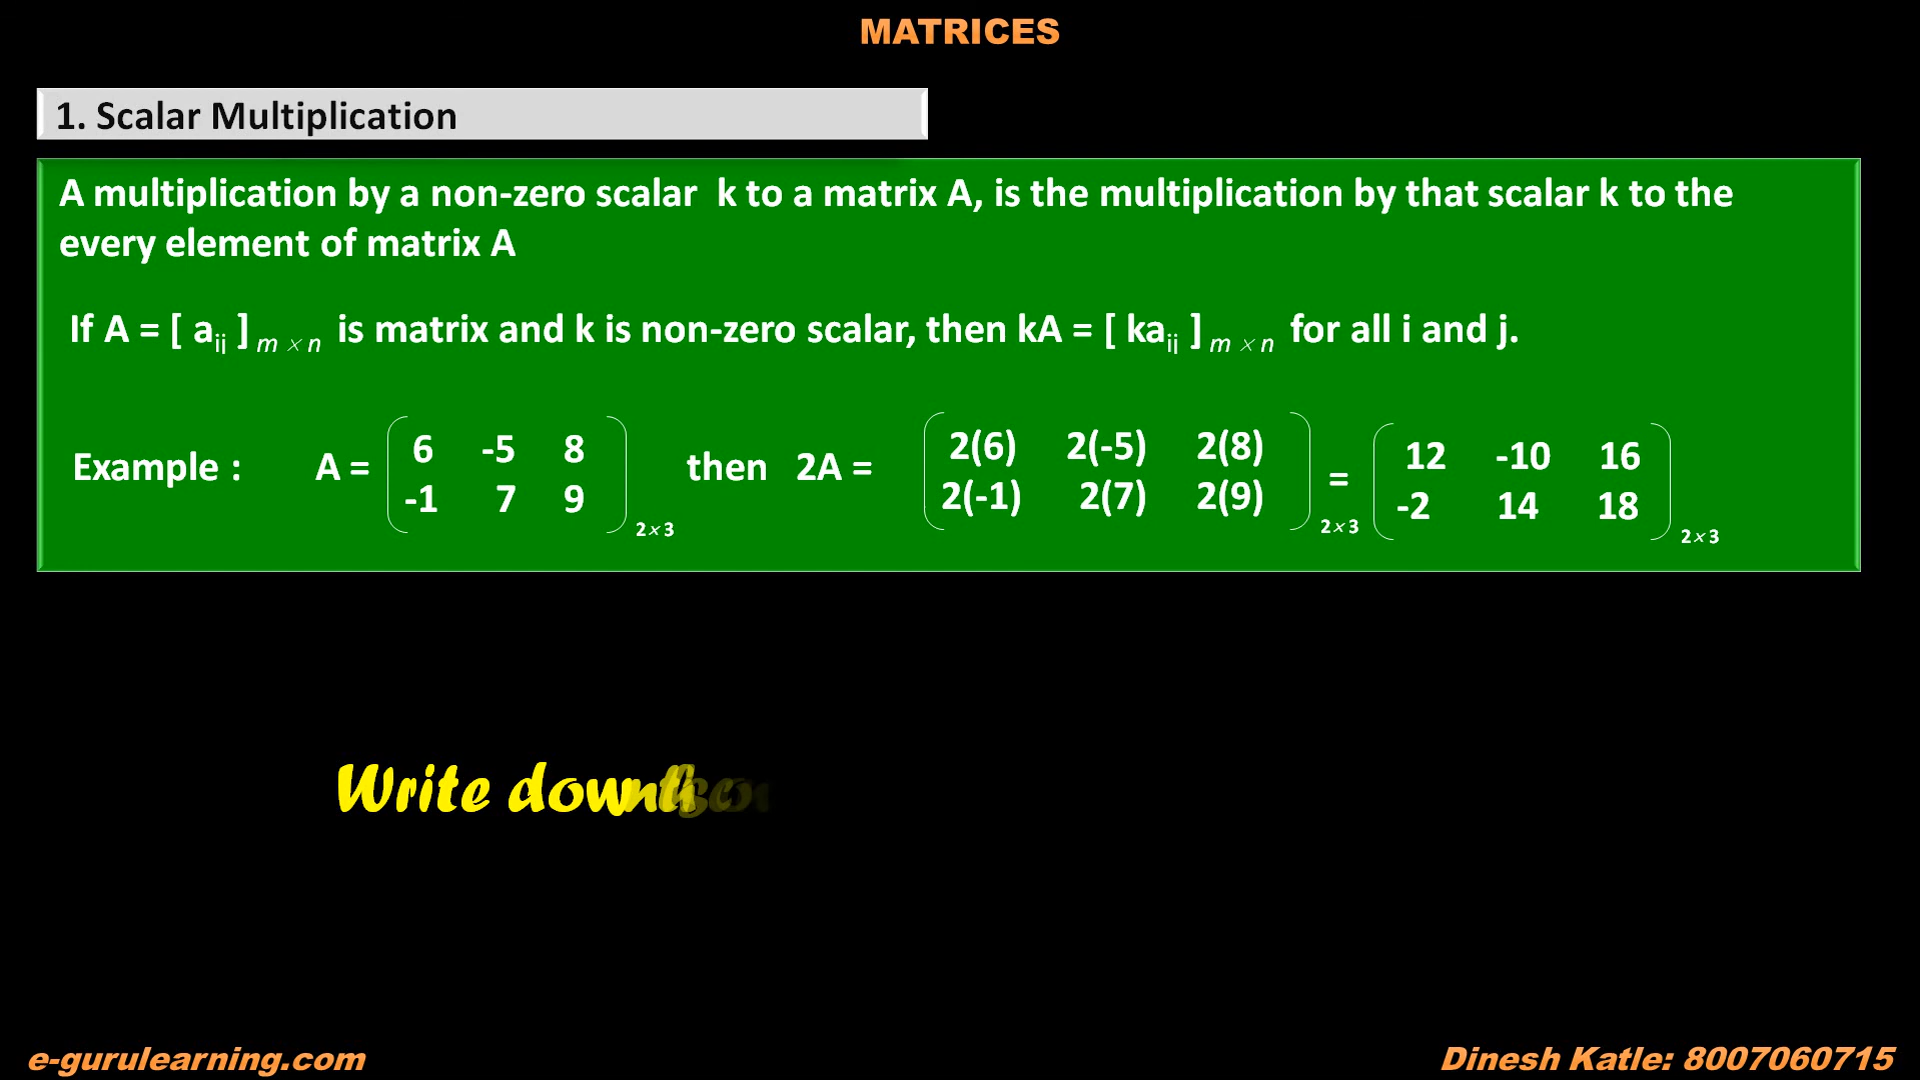 MATRICES
1. Scalar Multiplication
A multiplication by a non-zero scalar k to a matrix A, is the multiplication by that scalar k to the
every element of matrix A
If A = [ aij ] m × n is matrix and k is non-zero scalar, then kA = [ kaij ] m × n for all i and j.
Example : A = 6 -5 8 then 2A = 2(6) 2(-5) 2(8) = 12 -10 16
-1 7 9 2(-1) 2(7) 2(9) -2 14 18
2 × 3 2 × 3 2 × 3
Write down
e-gurulearning.com
Dinesh Katle: 8007060715